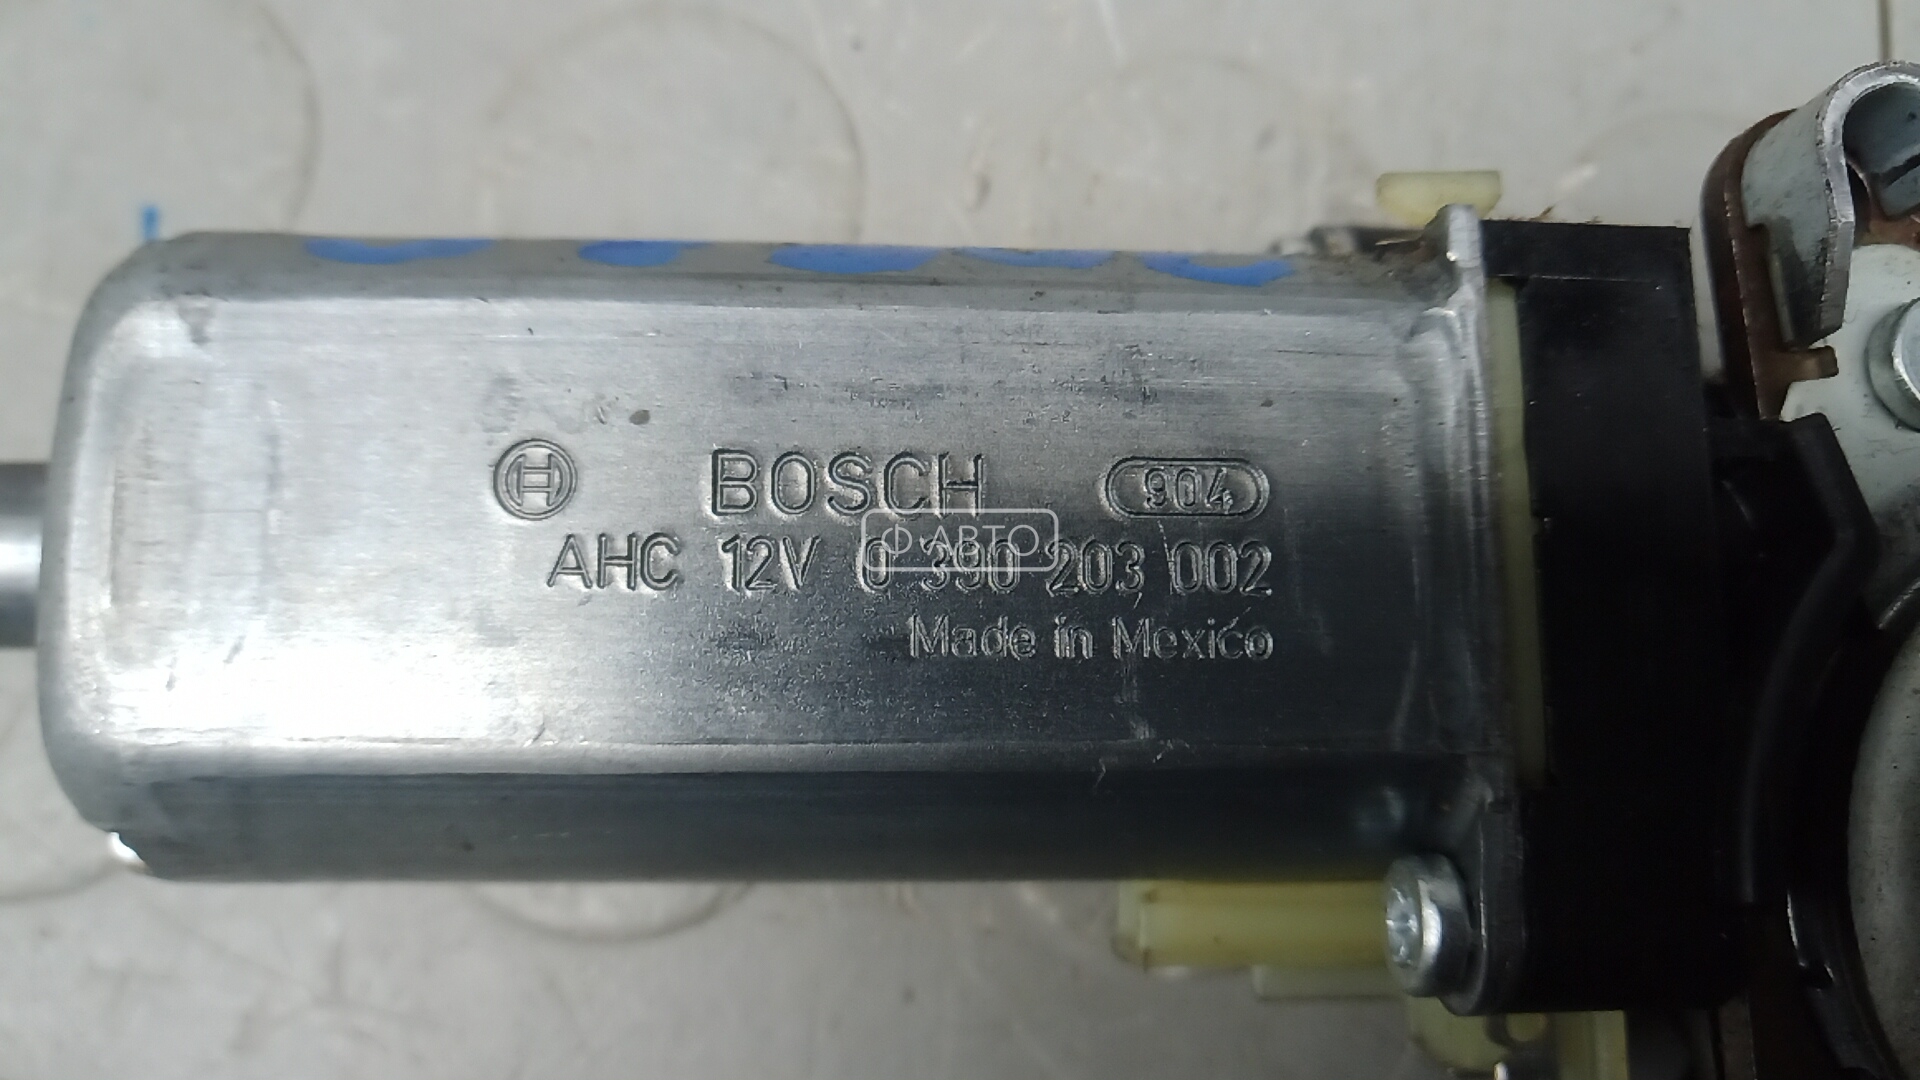 BOSCH 904
Ф-АВТО
AHC 12V 0 390 203 002
Made in Mexico